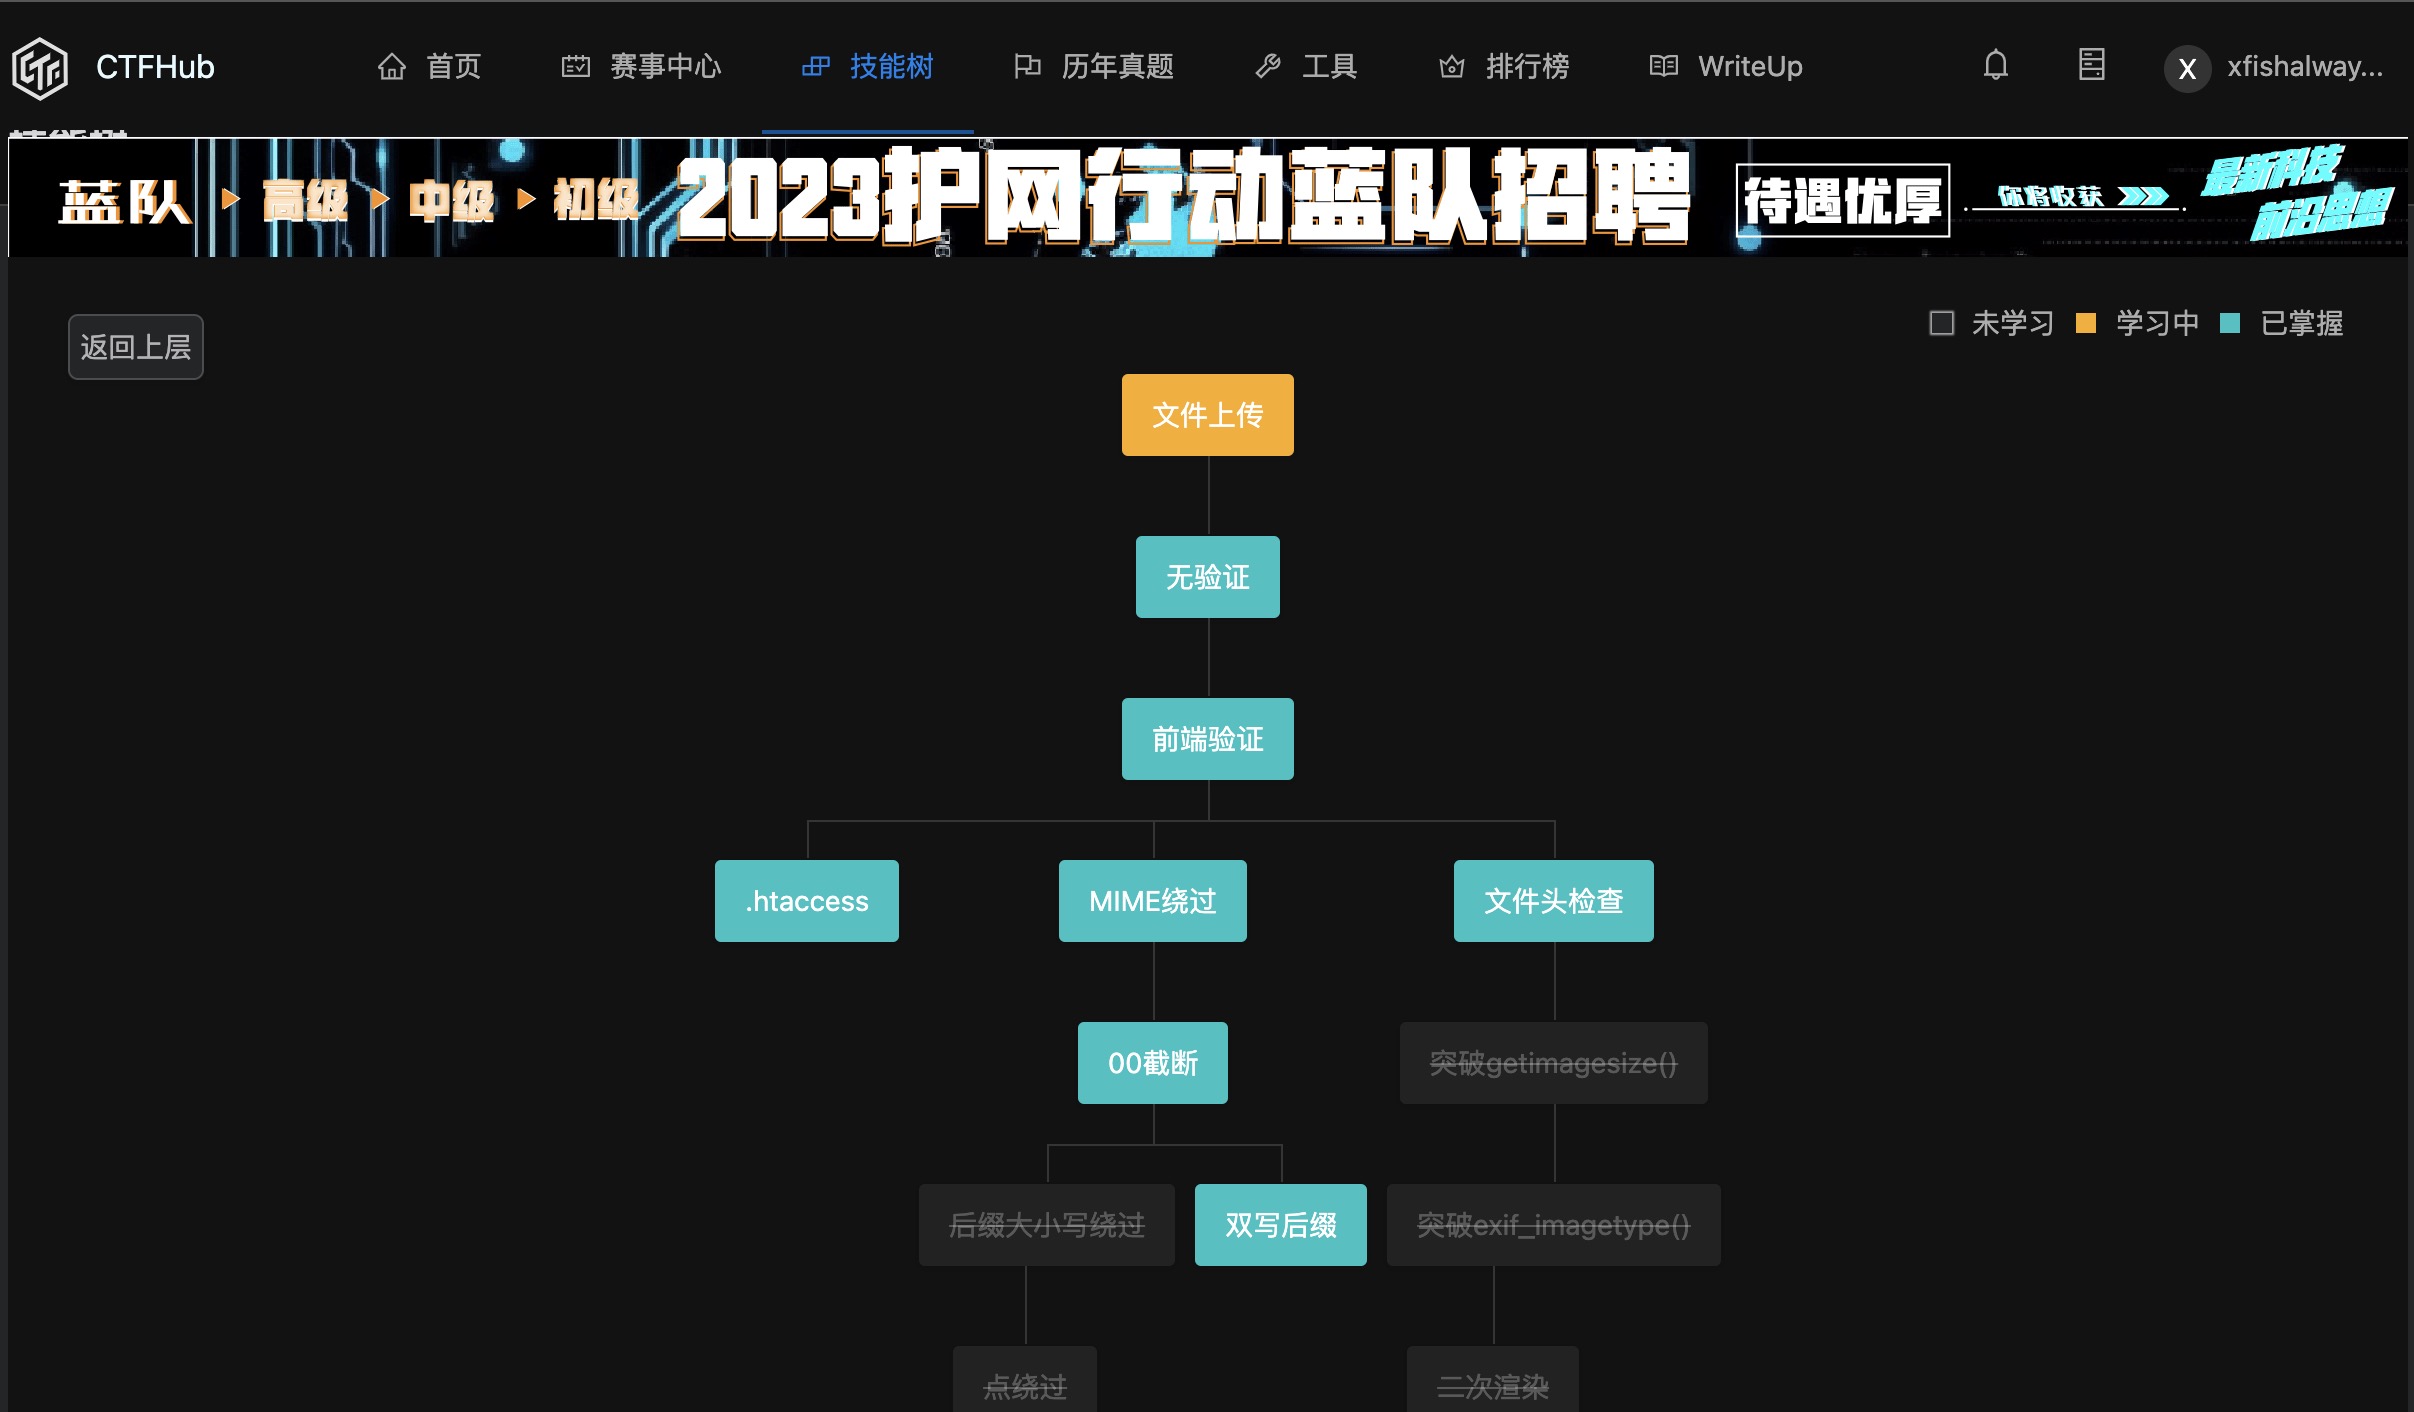 CTFHub 首页 赛事中心 技能树 历年真题 工具 排行榜 WriteUp X xfishalway...
技能树
蓝队 高级 中级 初级 2023护网行动蓝队招聘 待遇优厚 你将收获 最新科技
前沿思想
返回上层
未学习 学习中 已掌握
文件上传
无验证
前端验证
.htaccess MIME绕过 文件头检查
00截断 突破getimagesize()
后缀大小写绕过 双写后缀 突破exif_imagetype()
点绕过 二次渲染